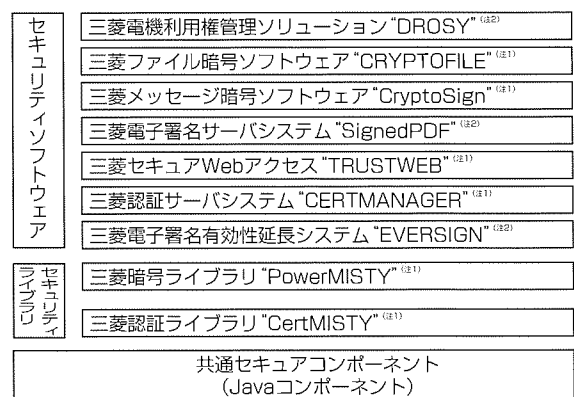 セキュリティソフトウェア
三菱電機利用権管理ソリューション“DROSY”(注2)
三菱ファイル暗号ソフトウェア“CRYPTOFILE”(注1)
三菱メッセージ暗号ソフトウェア“CryptoSign”(注1)
三菱電子署名サーバシステム“SignedPDF”(注2)
三菱セキュアWebアクセス“TRUSTWEB”(注1)
三菱認証サーバシステム“CERTMANAGER”(注1)
三菱電子署名有効性延長システム“EVERSIGN”(注2)
セキュリティ
ライブラリ
三菱暗号ライブラリ“PowerMISTY”(注1)
三菱認証ライブラリ“CertMISTY”(注1)
共通セキュアコンポーネント
(Javaコンポーネント)